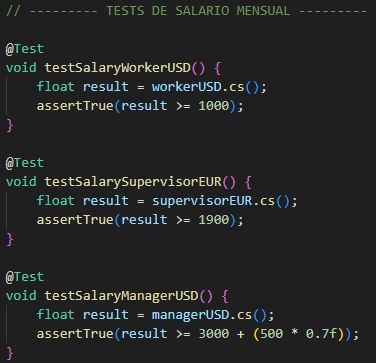 // --------- TESTS DE SALARIO MENSUAL ---------
@Test
void testSalaryWorkerUSD() {
    float result = workerUSD.cs();
    assertTrue(result >= 1000);
}
@Test
void testSalarySupervisorEUR() {
    float result = supervisorEUR.cs();
    assertTrue(result >= 1900);
}
@Test
void testSalaryManagerUSD() {
    float result = managerUSD.cs();
    assertTrue(result >= 3000 + (500 * 0.7f));
}